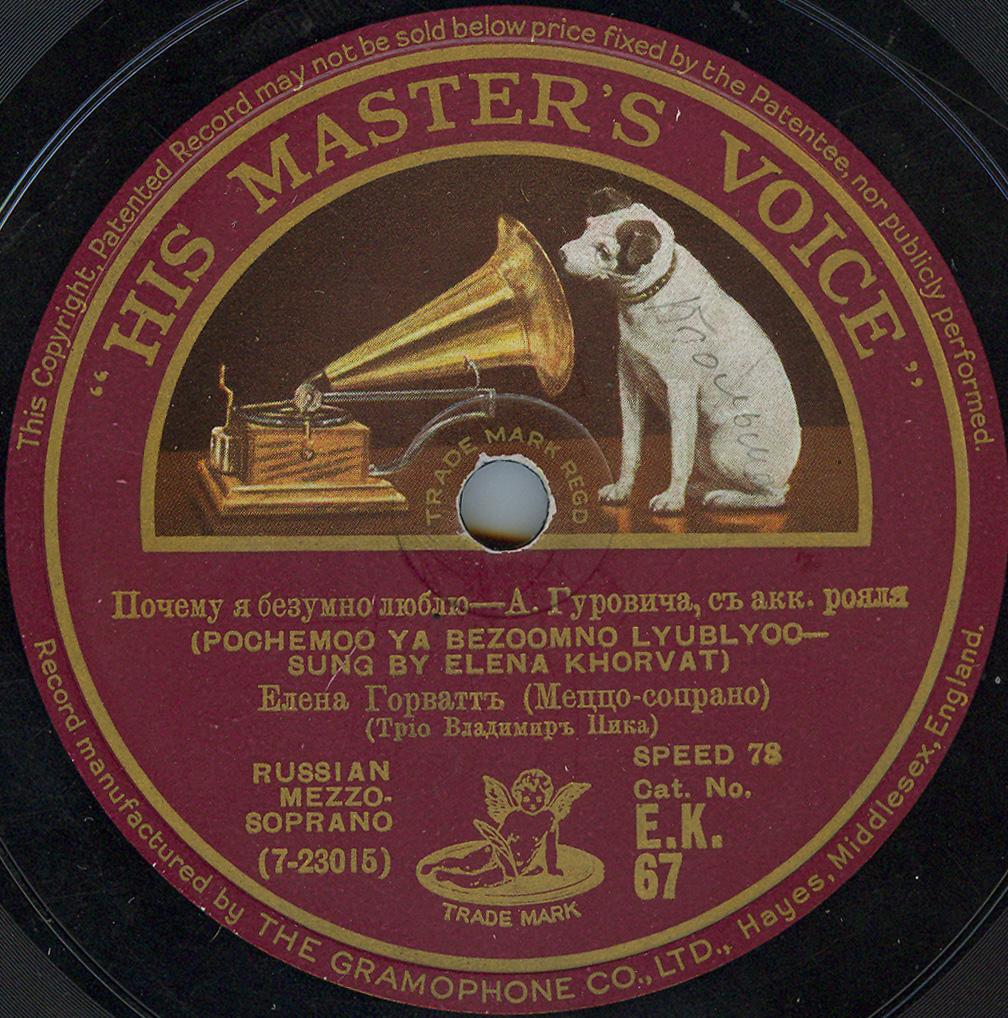 This Copyright, Patented Record may not be sold below price fixed by the Patentee, nor publicly performed.
“HIS MASTER'S VOICE”
TRADE MARK REGD
Почему я безумно люблю—А. Гуровича, съ акк. рояля
(POCHEMOO YA BEZOOMNO LYUBLYOO—
SUNG BY ELENA KHORVAT)
Елена Горваттъ (Меццо-сопрано)
(Тріо Владимиръ Цика)
RUSSIAN
MEZZO-
SOPRANO
(7-23015)
SPEED 78
Cat. No.
E.K.
67
TRADE MARK
Record manufactured by THE GRAMOPHONE CO., LTD., Hayes, Middlesex, England.